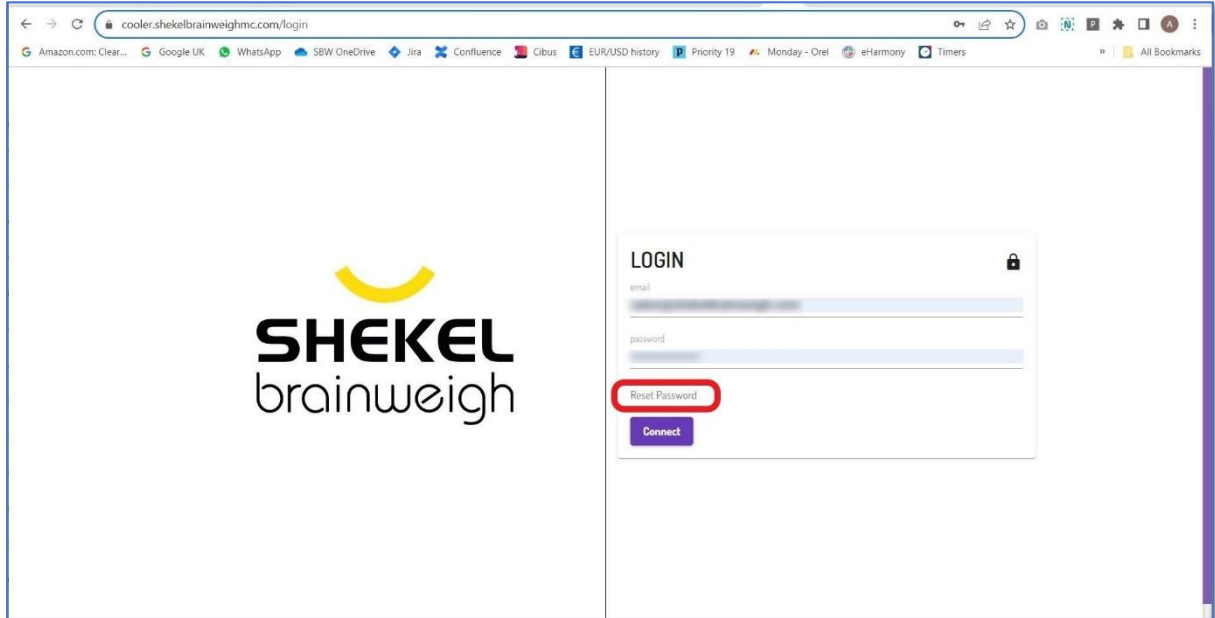 cooler.shekelbrainweighmc.com/login
Amazon.com: Clear... Google UK WhatsApp SBW OneDrive Jira Confluence Cibus EUR/USD history Priority 19 Monday - Orel eHarmony Timers » All Bookmarks
SHEKEL
brainweigh
LOGIN
email
password
Reset Password
Connect